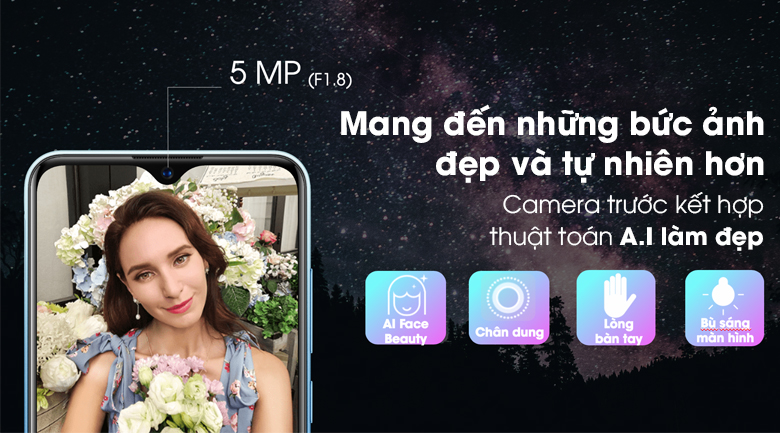 5 MP (F1.8)
Mang đến những bức ảnh
đẹp và tự nhiên hơn
Camera trước kết hợp
thuật toán A.I làm đẹp
AI Face
Beauty
Chân dung
Lòng
bàn tay
Bù sáng
màn hình